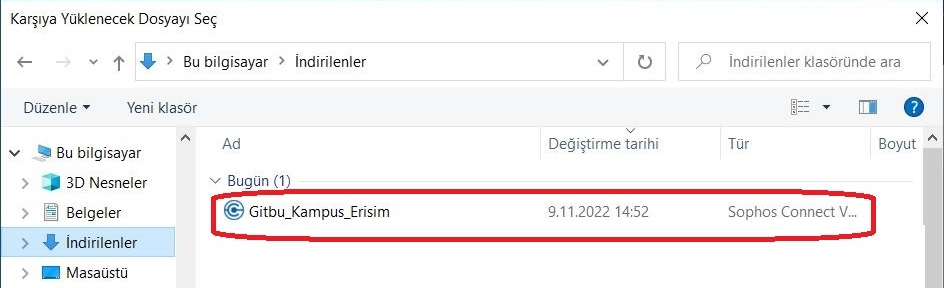 Karşıya Yüklenecek Dosyayı Seç
Bu bilgisayar İndirilenler
İndirilenler klasöründe ara
Düzenle Yeni klasör
Bu bilgisayar
3D Nesneler
Belgeler
İndirilenler
Masaüstü
Ad Değiştirme tarihi Tür Boyut
Bugün (1)
Gitbu_Kampus_Erisim 9.11.2022 14:52 Sophos Connect V...